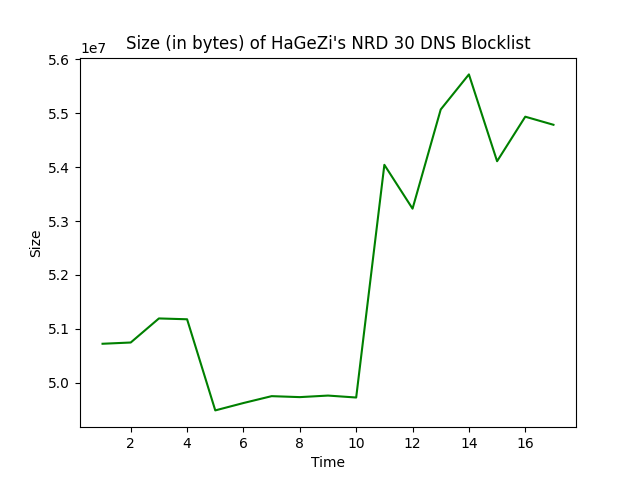 Size (in bytes) of HaGeZi's NRD 30 DNS Blocklist
1e7
5.6
5.5
5.4
5.3
5.2
5.1
5.0
Size
2 4 6 8 10 12 14 16
Time